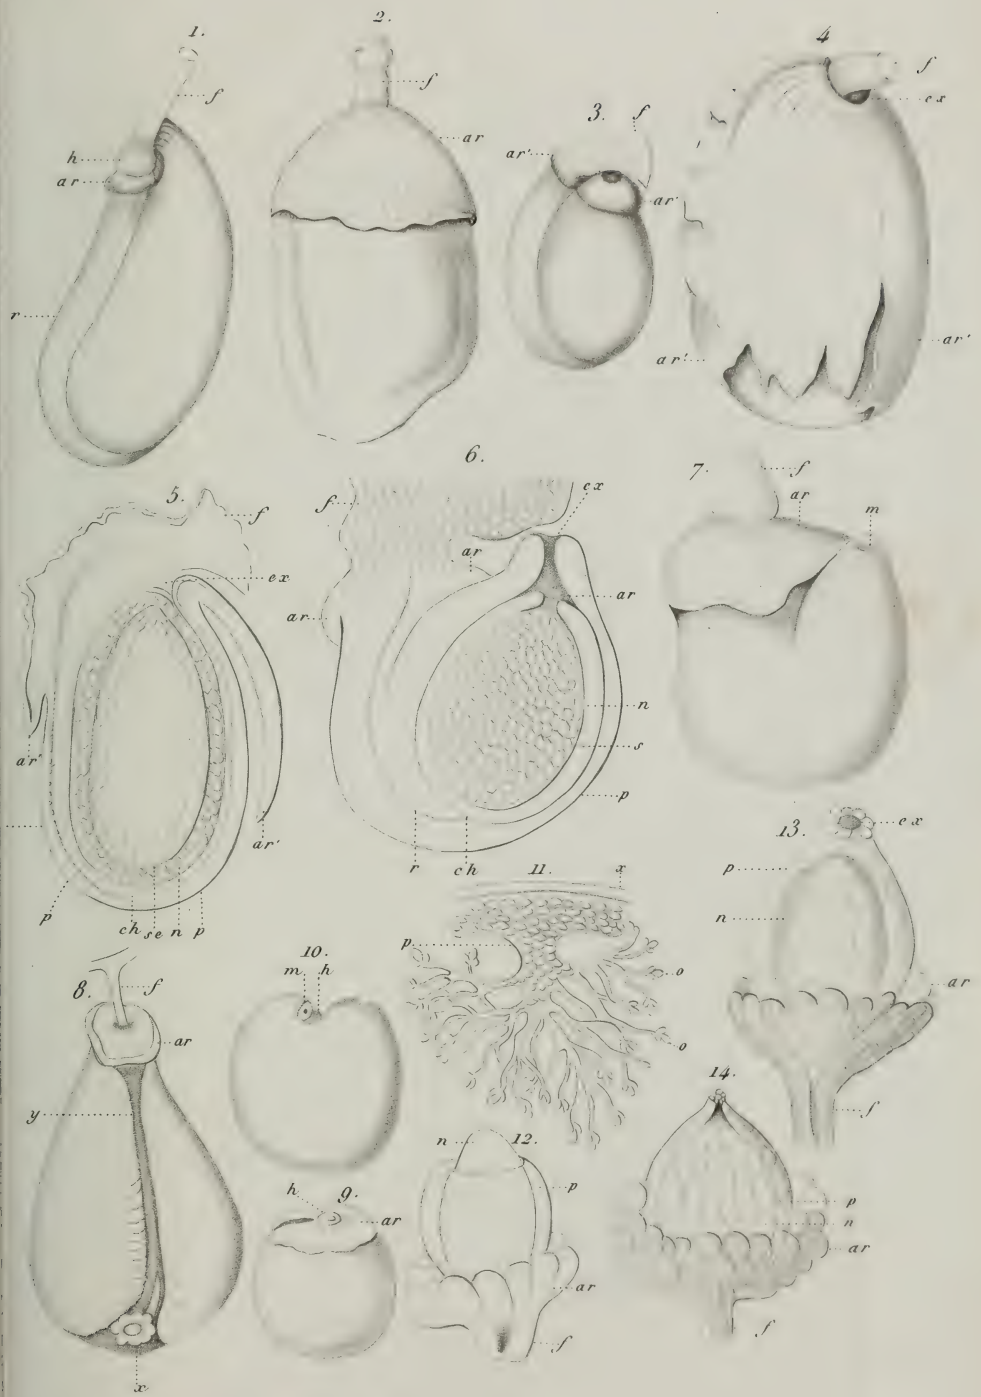 1.
f
h
ar
r
2.
f
ar
3.
f
ar'
ar'
4
f
ex
ar'
ar'
5.
f
ex
ar'
ar'
p
ch se n p
6.
f
ex
ar
ar
ar
n
s
p
r ch
7.
f
ar
m
8.
f
ar
y
x
9.
h
ar
10.
m h
11.
x
p
o
o
12.
n
p
ar
f
13.
ex
p
n
ar
f
14.
p
n
ar
f